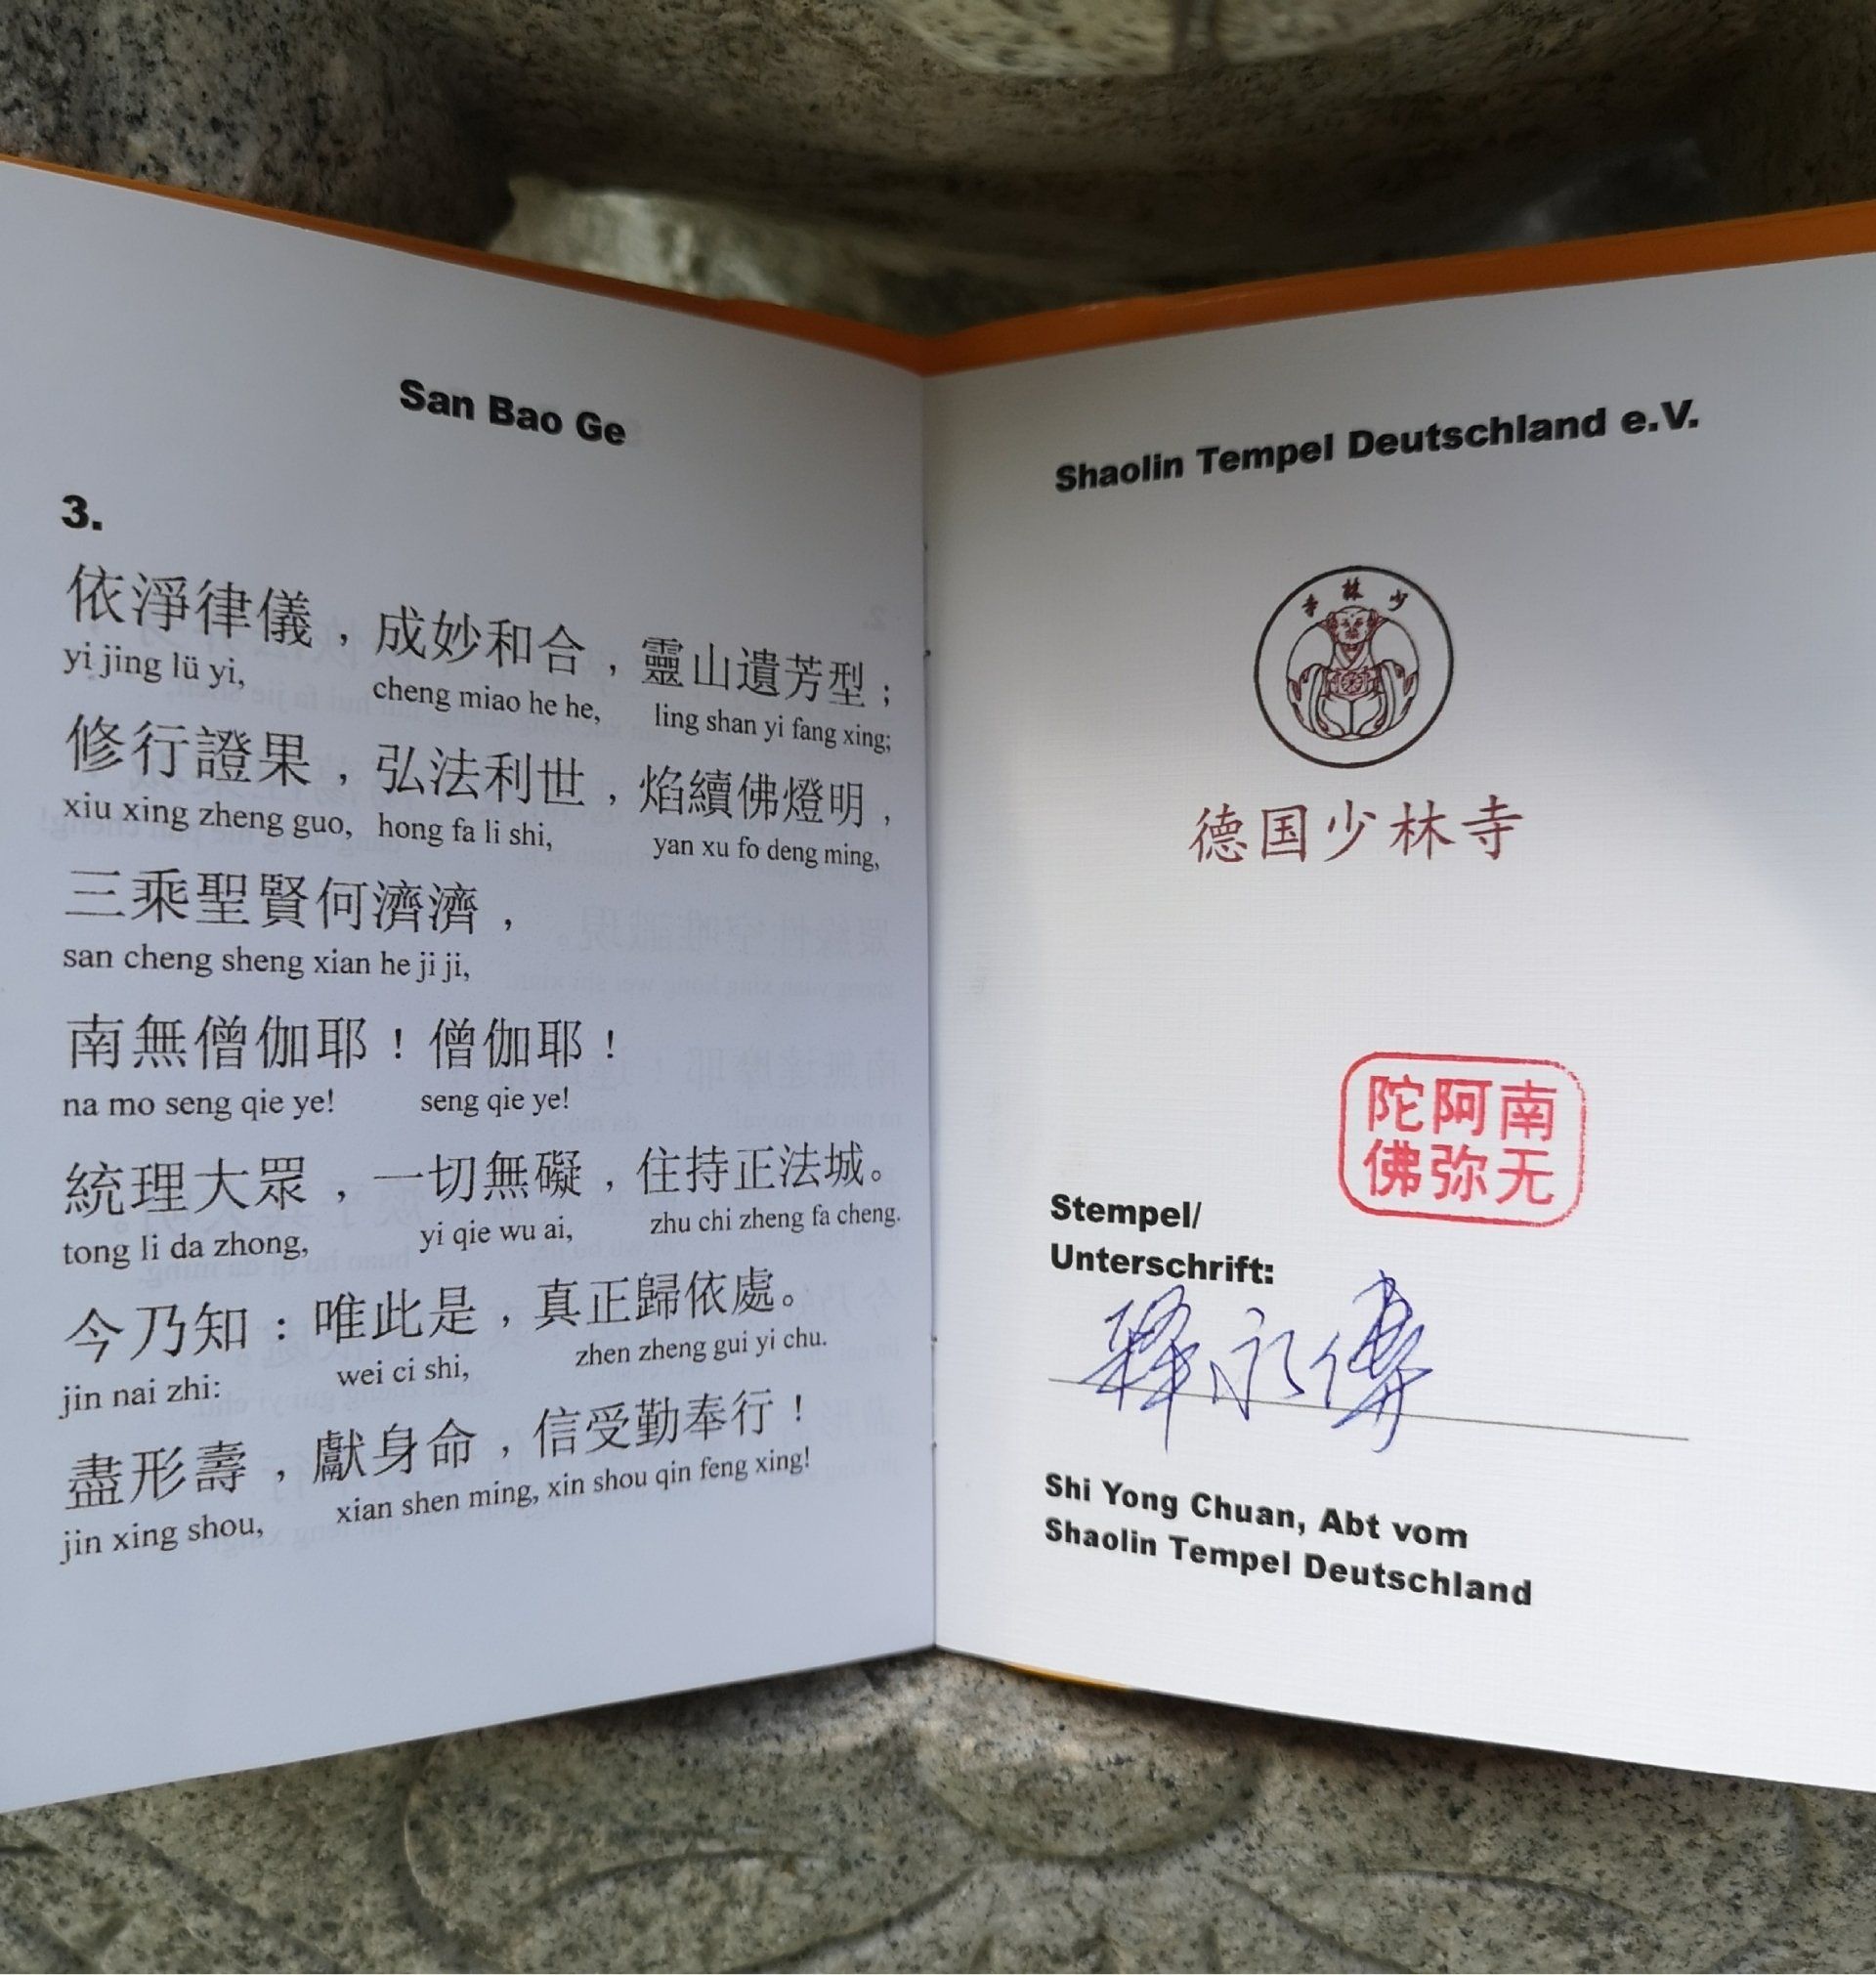 San Bao Ge
3.
依淨律儀，成妙和合，靈山遺芳型；
yi jing lü yi, cheng miao he he, ling shan yi fang xing;
修行證果，弘法利世，焰續佛燈明，
xiu xing zheng guo, hong fa li shi, yan xu fo deng ming,
三乘聖賢何濟濟，
san cheng sheng xian he ji ji,
南無僧伽耶！僧伽耶！
na mo seng qie ye! seng qie ye!
統理大眾，一切無礙，住持正法城。
tong li da zhong, yi qie wu ai, zhu chi zheng fa cheng.
今乃知：唯此是，真正歸依處。
jin nai zhi: wei ci shi, zhen zheng gui yi chu.
盡形壽，獻身命，信受勤奉行！
jin xing shou, xian shen ming, xin shou qin feng xing!
Shaolin Tempel Deutschland e.V.
少林寺
德国少林寺
南无阿弥陀佛
Stempel/
Unterschrift:
釋永傳
Shi Yong Chuan, Abt vom
Shaolin Tempel Deutschland